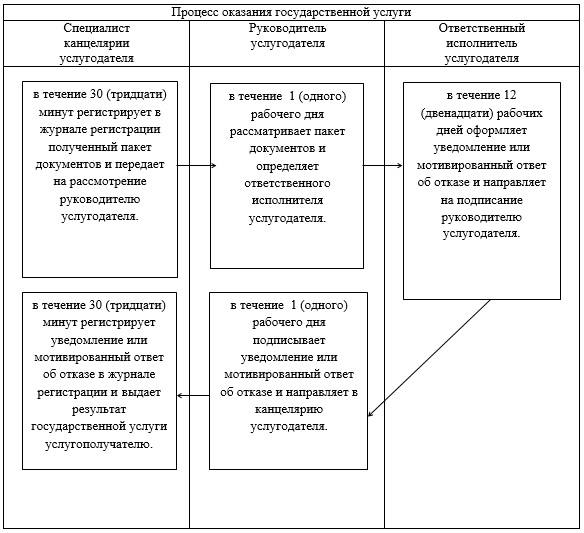 Процесс оказания государственной услуги
Специалист
канцелярии
услугодателя
Руководитель
услугодателя
Ответственный
исполнитель
услугодателя
в течение 30 (тридцати)
минут регистрирует в
журнале регистрации
полученный пакет
документов и передает
на рассмотрение
руководителю
услугодателя.
в течение 1 (одного)
рабочего дня
рассматривает пакет
документов и
определяет
ответственного
исполнителя
услугодателя.
в течение 12
(двенадцати) рабочих
дней оформляет
уведомление или
мотивированный ответ
об отказе и направляет
на подписание
руководителю
услугодателя.
в течение 1 (одного)
рабочего дня
подписывает
уведомление или
мотивированный ответ
об отказе и направляет в
канцелярию
услугодателя.
в течение 30 (тридцати)
минут регистрирует
уведомление или
мотивированный ответ
об отказе в журнале
регистрации и выдает
результат
государственной услуги
услугополучателю.